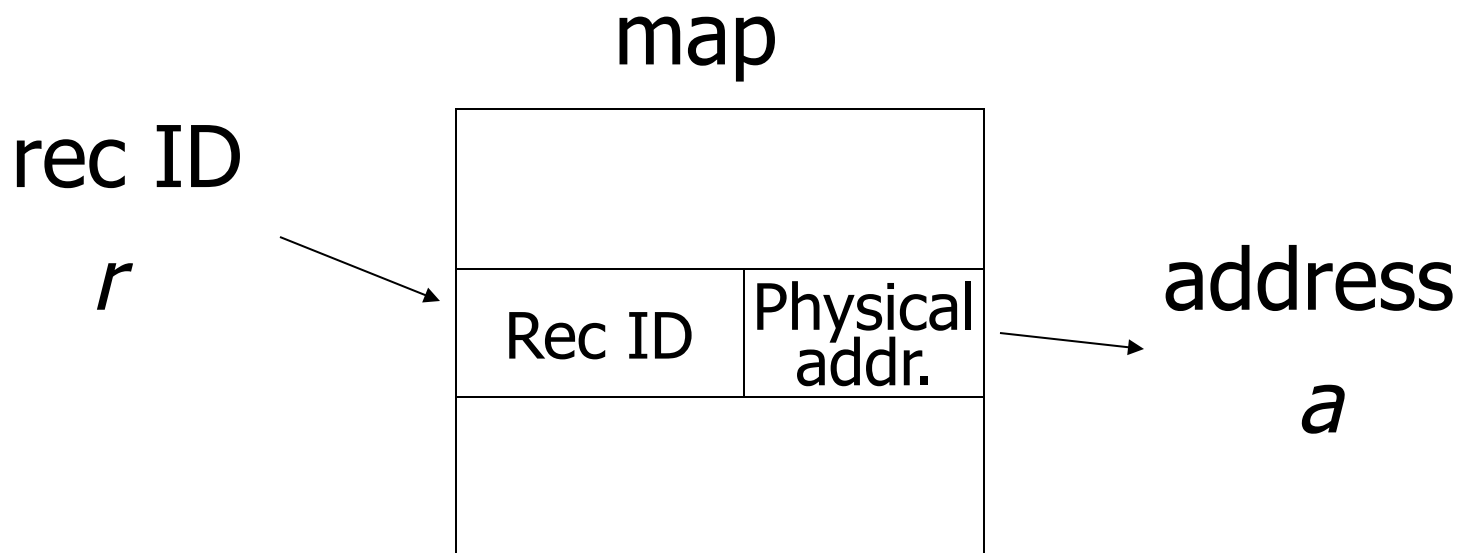 map
rec ID
r
Rec ID
Physical
addr.
address
a